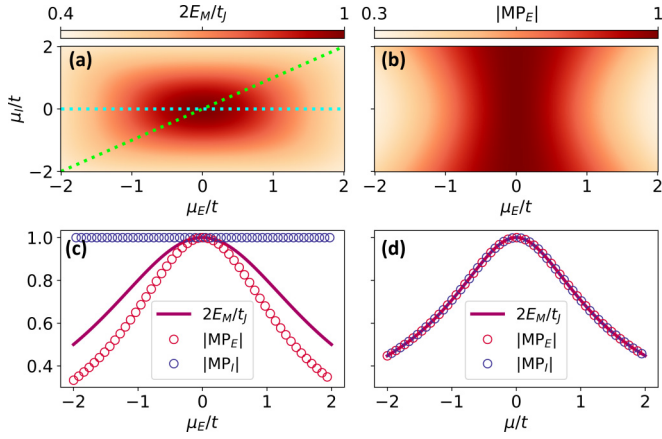 2E_M/t_J
|MP_E|
0.4 1 0.3 1
2
0
−2
μ_I/t
(a)
(b)
−2 −1 0 1 2
−2 −1 0 1 2
μ_E/t
μ_E/t
1.0
0.8
0.6
0.4
(c)
(d)
2E_M/t_J
|MP_E|
|MP_I|
2E_M/t_J
|MP_E|
|MP_I|
−2 −1 0 1 2
−2 −1 0 1 2
μ_E/t
μ/t